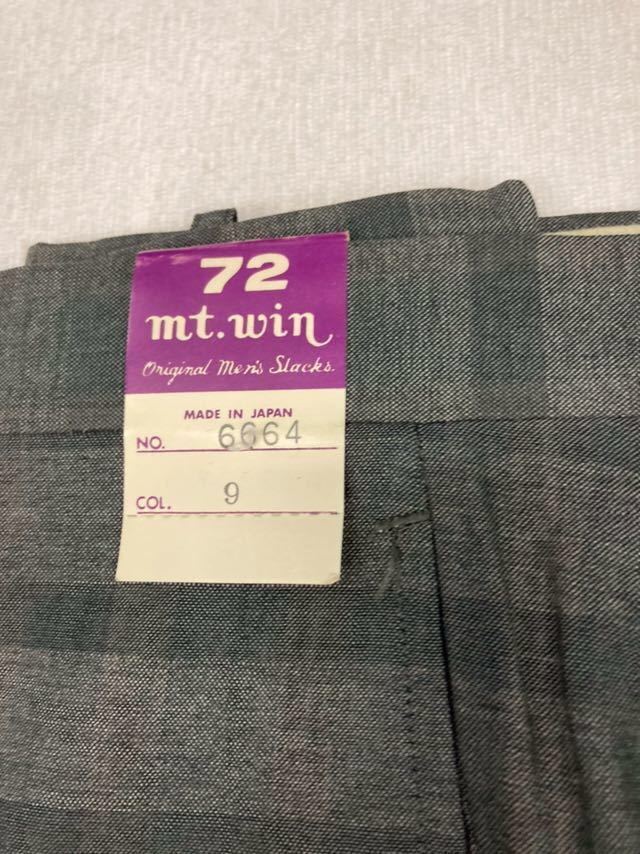 72
mt.win
Original Men's Slacks.
MADE IN JAPAN
NO. 6664
COL. 9